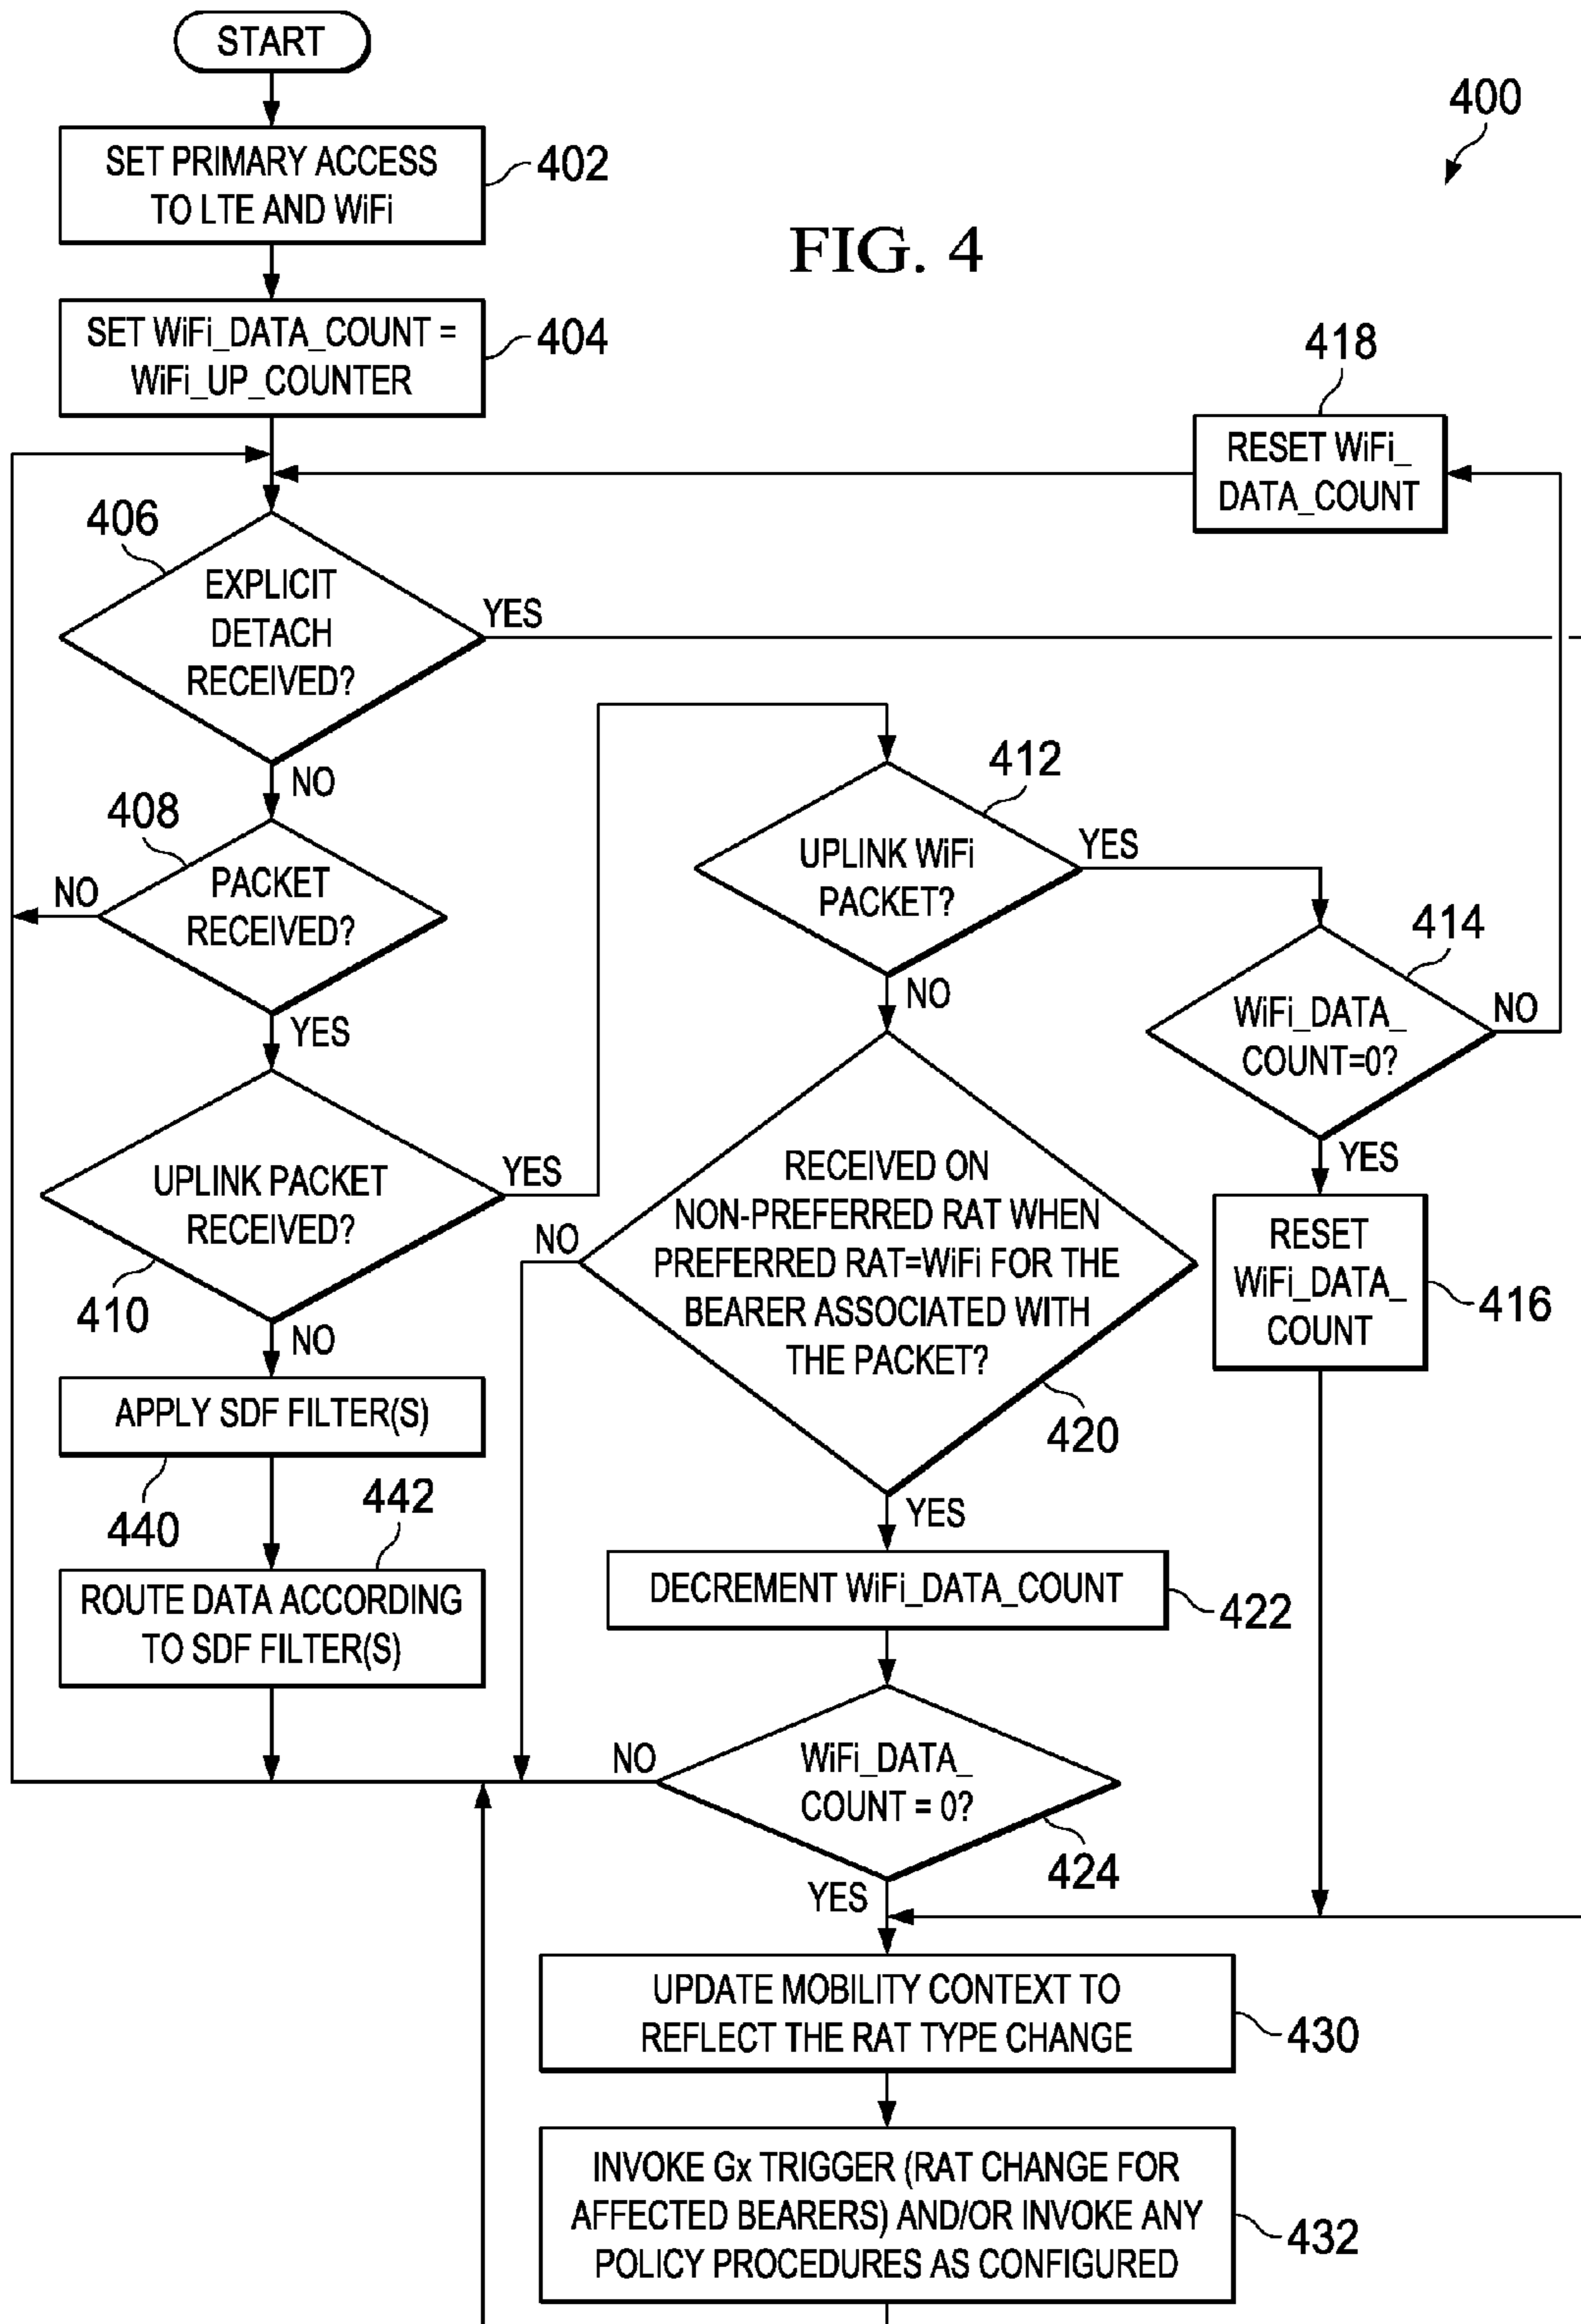 START
400
SET PRIMARY ACCESS
TO LTE AND WiFi
402
FIG. 4
SET WiFi_DATA_COUNT =
WiFi_UP_COUNTER
404
418
RESET WiFi_
DATA_COUNT
406
EXPLICIT
DETACH
RECEIVED?
YES
NO
408
PACKET
RECEIVED?
NO
YES
412
UPLINK WiFi
PACKET?
YES
NO
414
WiFi_DATA_
COUNT=0?
NO
YES
UPLINK PACKET
RECEIVED?
YES
410
NO
RECEIVED ON
NON-PREFERRED RAT WHEN
PREFERRED RAT=WiFi FOR THE
BEARER ASSOCIATED WITH
THE PACKET?
NO
420
YES
RESET
WiFi_DATA_
COUNT
416
APPLY SDF FILTER(S)
440
442
ROUTE DATA ACCORDING
TO SDF FILTER(S)
DECREMENT WiFi_DATA_COUNT
422
NO
WiFi_DATA_
COUNT = 0?
424
YES
UPDATE MOBILITY CONTEXT TO
REFLECT THE RAT TYPE CHANGE
430
INVOKE Gx TRIGGER (RAT CHANGE FOR
AFFECTED BEARERS) AND/OR INVOKE ANY
POLICY PROCEDURES AS CONFIGURED
432